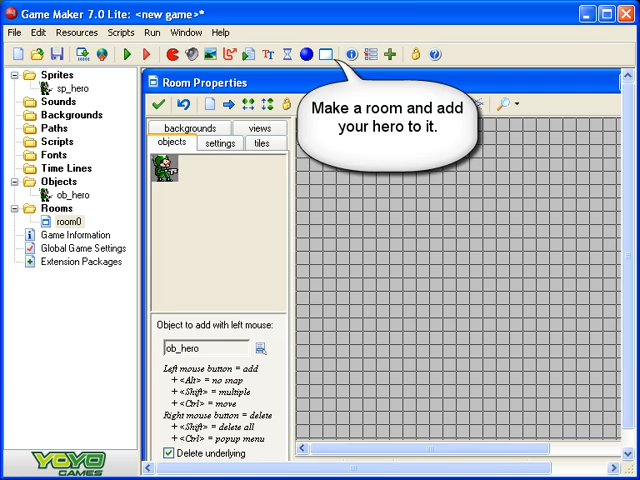 Game Maker 7.0 Lite: <new game>*
File Edit Resources Scripts Run Window Help
Sprites
sp_hero
Sounds
Backgrounds
Paths
Scripts
Fonts
Time Lines
Objects
ob_hero
Rooms
room0
Game Information
Global Game Settings
Extension Packages
YOYO
GAMES
Room Properties
Make a room and add
your hero to it.
backgrounds views
objects settings tiles
Object to add with left mouse:
ob_hero
Left mouse button = add
+ <Alt> = no snap
+ <Shift> = multiple
+ <Ctrl> = move
Right mouse button = delete
+ <Shift> = delete all
+ <Ctrl> = popup menu
Delete underlying